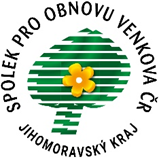 SPOLEK PRO OBNOVU VENKOVA ČR
JIHOMORAVSKÝ KRAJ